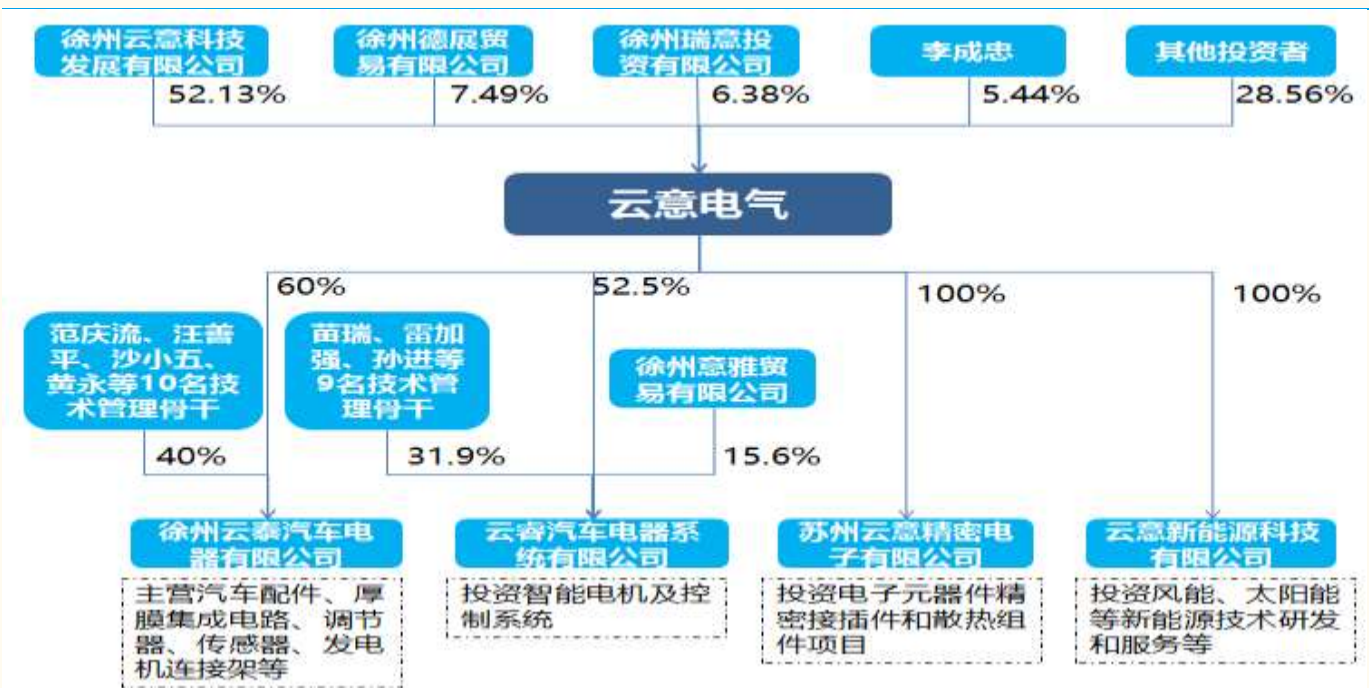 徐州云意科技
发展有限公司
徐州德展贸
易有限公司
徐州瑞意投
资有限公司
李成忠
其他投资者
52.13%
7.49%
6.38%
5.44%
28.56%
云意电气
60%
52.5%
100%
100%
范庆流、汪善
平、沙小五、
黄永等10名技
术管理骨干
苗瑞、雷加
强、孙进等
9名技术管
理骨干
徐州意雅贸
易有限公司
40%
31.9%
15.6%
徐州云泰汽车电
器有限公司
云睿汽车电器系
统有限公司
苏州云意精密电
子有限公司
云意新能源科技
有限公司
主营汽车配件、厚
膜集成电路、调节
器、传感器、发电
机连接架等
投资智能电机及控
制系统
投资电子元器件精
密接插件和散热组
件项目
投资风能、太阳能
等新能源技术研发
和服务等